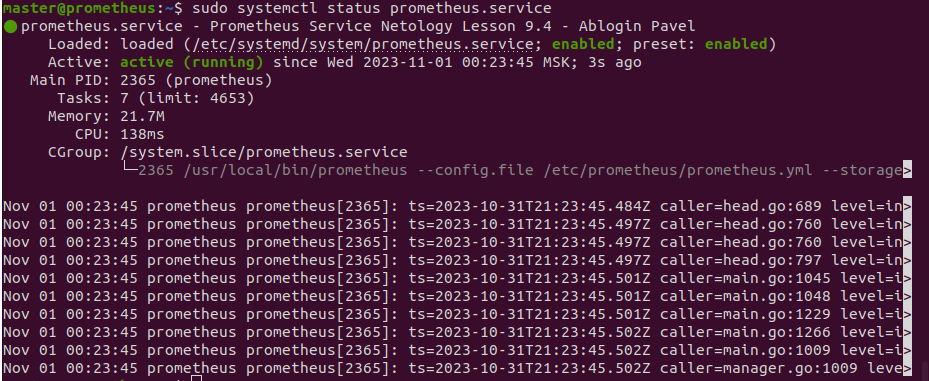 master@prometheus:~$ sudo systemctl status prometheus.service
● prometheus.service - Prometheus Service Netology Lesson 9.4 - Ablogin Pavel
Loaded: loaded (/etc/systemd/system/prometheus.service; enabled; preset: enabled)
Active: active (running) since Wed 2023-11-01 00:23:45 MSK; 3s ago
Main PID: 2365 (prometheus)
Tasks: 7 (limit: 4653)
Memory: 21.7M
CPU: 138ms
CGroup: /system.slice/prometheus.service
└─2365 /usr/local/bin/prometheus --config.file /etc/prometheus/prometheus.yml --storage>
Nov 01 00:23:45 prometheus prometheus[2365]: ts=2023-10-31T21:23:45.484Z caller=head.go:689 level=in>
Nov 01 00:23:45 prometheus prometheus[2365]: ts=2023-10-31T21:23:45.497Z caller=head.go:760 level=in>
Nov 01 00:23:45 prometheus prometheus[2365]: ts=2023-10-31T21:23:45.497Z caller=head.go:760 level=in>
Nov 01 00:23:45 prometheus prometheus[2365]: ts=2023-10-31T21:23:45.497Z caller=head.go:797 level=in>
Nov 01 00:23:45 prometheus prometheus[2365]: ts=2023-10-31T21:23:45.501Z caller=main.go:1045 level=i>
Nov 01 00:23:45 prometheus prometheus[2365]: ts=2023-10-31T21:23:45.501Z caller=main.go:1048 level=i>
Nov 01 00:23:45 prometheus prometheus[2365]: ts=2023-10-31T21:23:45.501Z caller=main.go:1229 level=i>
Nov 01 00:23:45 prometheus prometheus[2365]: ts=2023-10-31T21:23:45.502Z caller=main.go:1266 level=i>
Nov 01 00:23:45 prometheus prometheus[2365]: ts=2023-10-31T21:23:45.502Z caller=main.go:1009 level=i>
Nov 01 00:23:45 prometheus prometheus[2365]: ts=2023-10-31T21:23:45.502Z caller=manager.go:1009 leve>